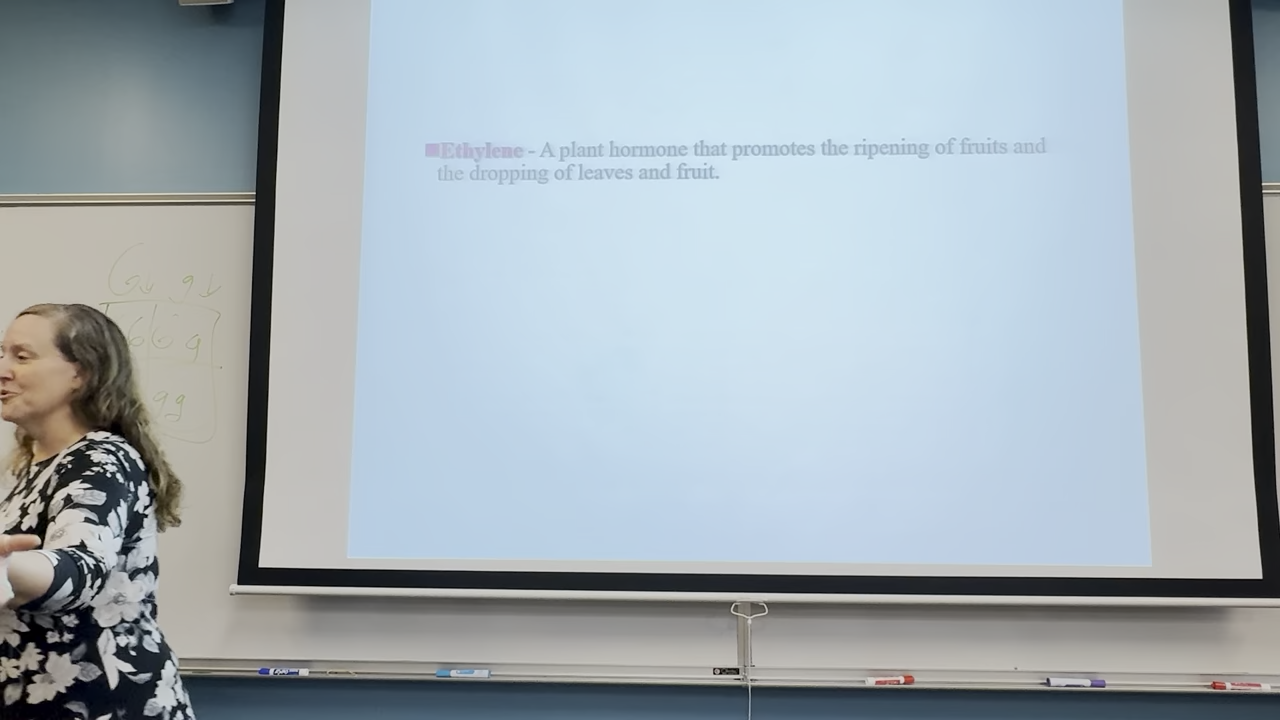 Ethylene - A plant hormone that promotes the ripening of fruits and
the dropping of leaves and fruit.
G g
G G g
g g